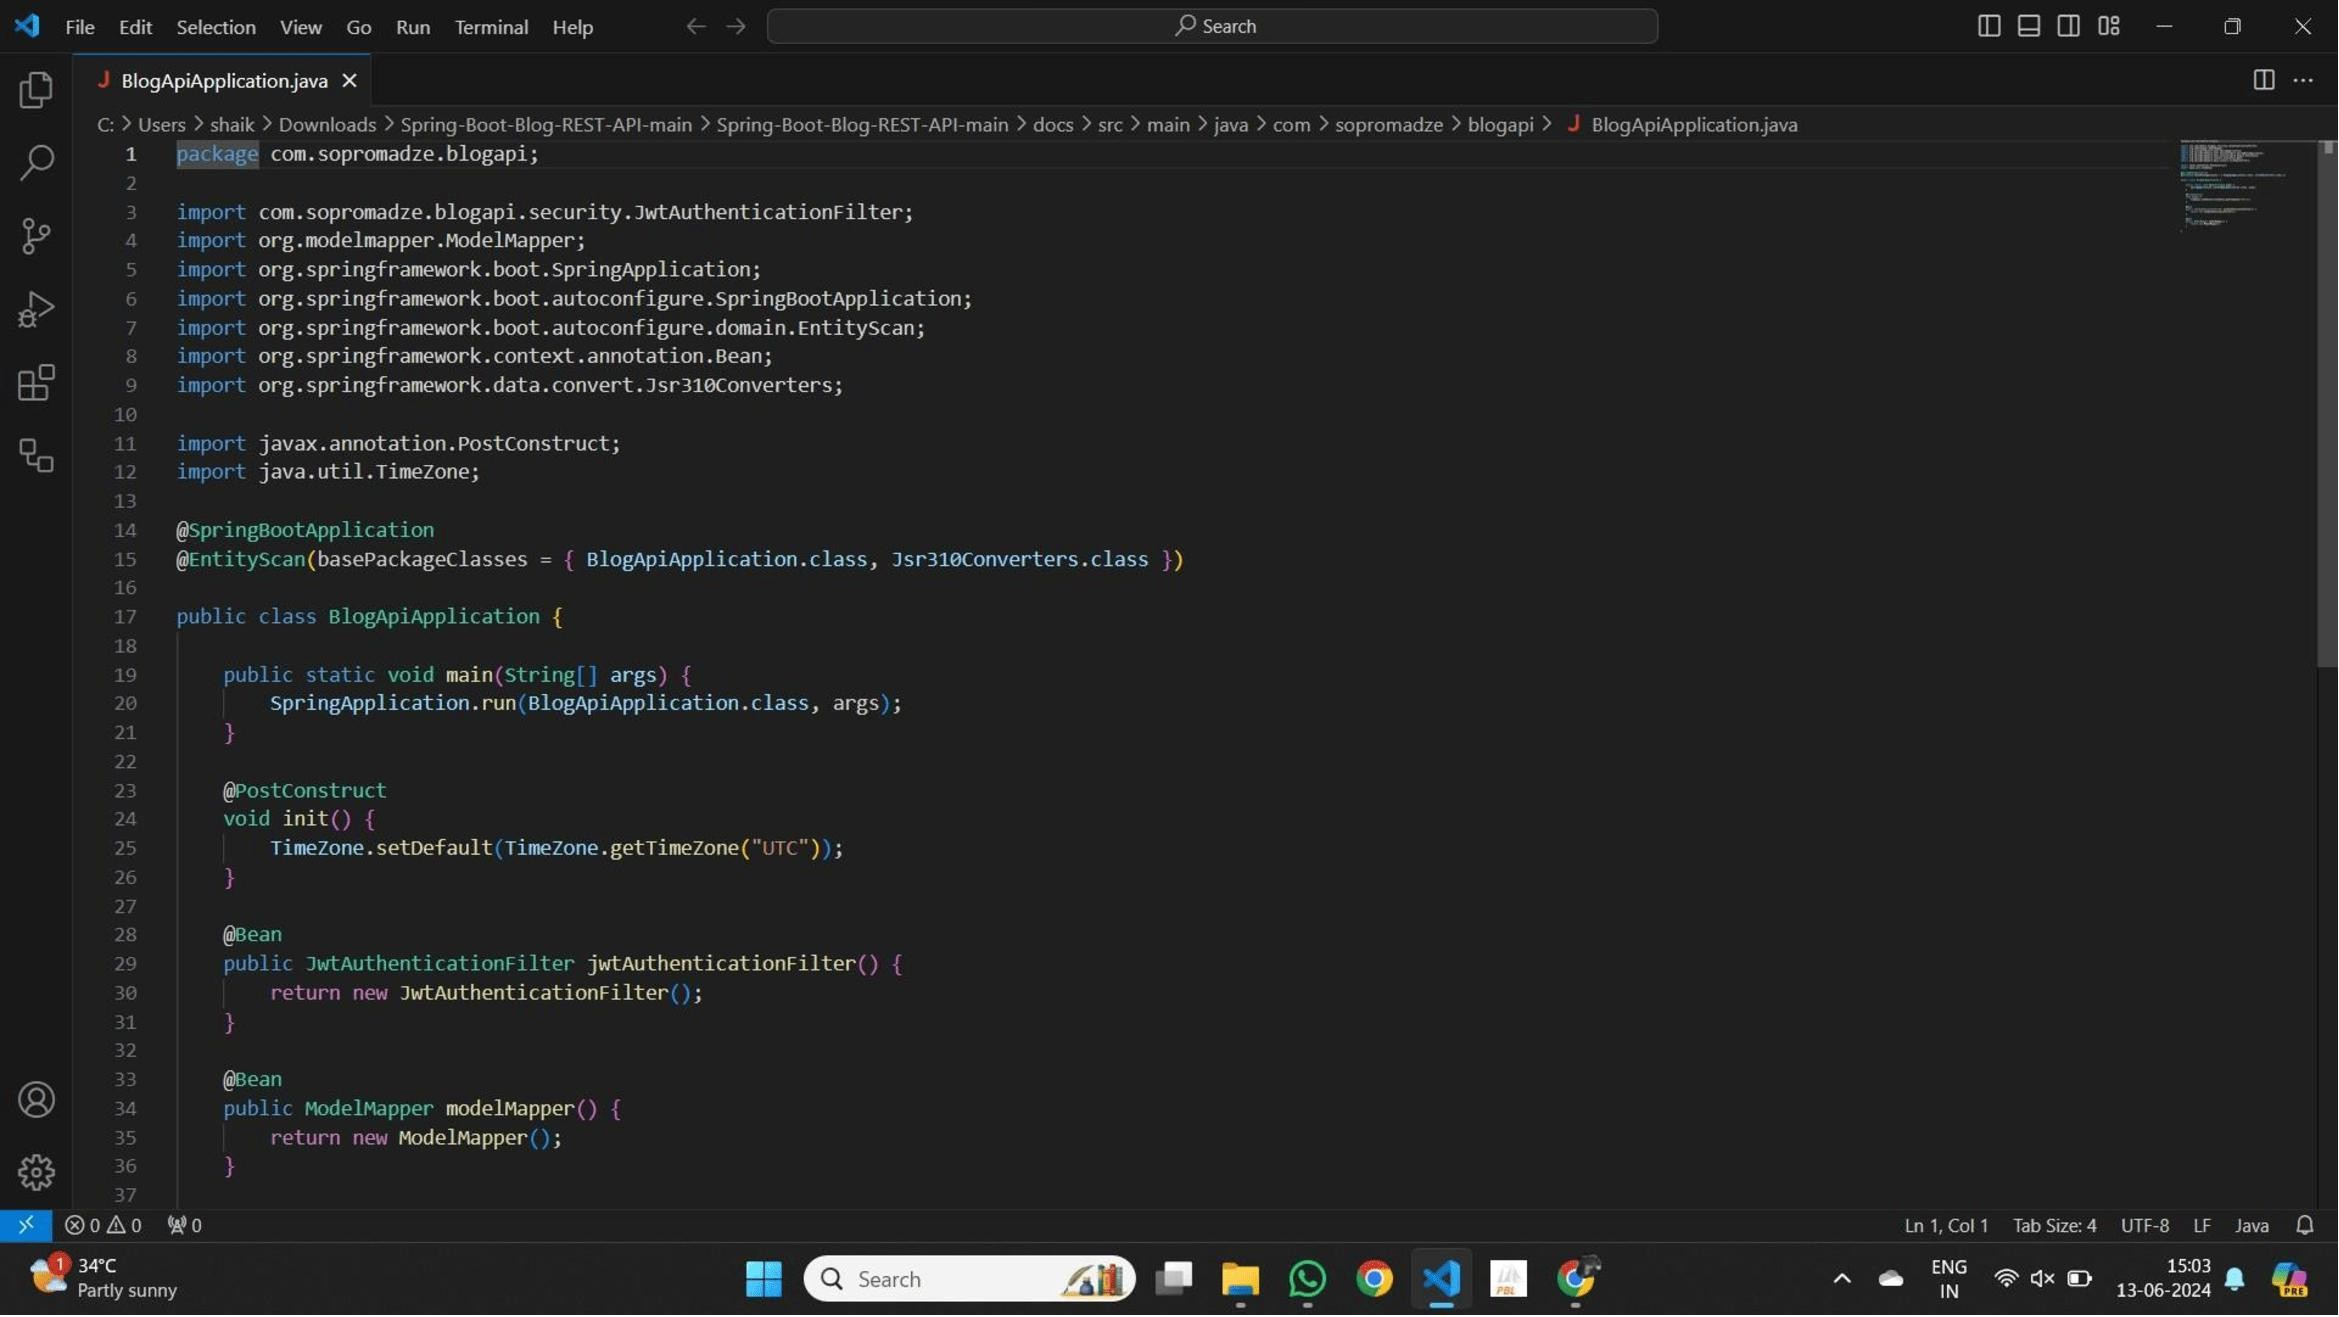 File Edit Selection View Go Run Terminal Help
Search
BlogApiApplication.java
C: > Users > shaik > Downloads > Spring-Boot-Blog-REST-API-main > Spring-Boot-Blog-REST-API-main > docs > src > main > java > com > sopromadze > blogapi > J BlogApiApplication.java
1 package com.sopromadze.blogapi;
2
3 import com.sopromadze.blogapi.security.JwtAuthenticationFilter;
4 import org.modelmapper.ModelMapper;
5 import org.springframework.boot.SpringApplication;
6 import org.springframework.boot.autoconfigure.SpringBootApplication;
7 import org.springframework.boot.autoconfigure.domain.EntityScan;
8 import org.springframework.context.annotation.Bean;
9 import org.springframework.data.convert.Jsr310Converters;
10
11 import javax.annotation.PostConstruct;
12 import java.util.TimeZone;
13
14 @SpringBootApplication
15 @EntityScan(basePackageClasses = { BlogApiApplication.class, Jsr310Converters.class })
16
17 public class BlogApiApplication {
18
19 public static void main(String[] args) {
20 SpringApplication.run(BlogApiApplication.class, args);
21 }
22
23 @PostConstruct
24 void init() {
25 TimeZone.setDefault(TimeZone.getTimeZone("UTC"));
26 }
27
28 @Bean
29 public JwtAuthenticationFilter jwtAuthenticationFilter() {
30 return new JwtAuthenticationFilter();
31 }
32
33 @Bean
34 public ModelMapper modelMapper() {
35 return new ModelMapper();
36 }
37
0 0 0 Ln 1, Col 1 Tab Size: 4 UTF-8 LF Java
1 34°C
Partly sunny
Search
PBL
ENG
IN
15:03
13-06-2024
PRE